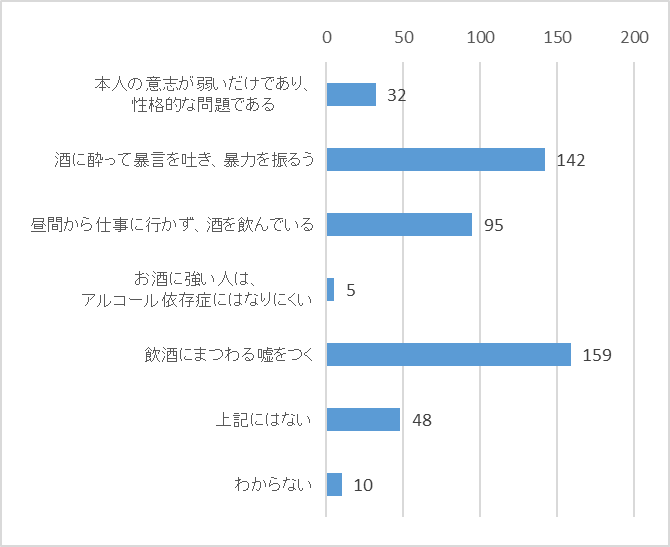 0 50 100 150 200
本人の意志が弱いだけであり、
性格的な問題である
32
酒に酔って暴言を吐き、暴力を振るう
142
昼間から仕事に行かず、酒を飲んでいる
95
お酒に強い人は、
アルコール依存症にはなりにくい
5
飲酒にまつわる嘘をつく
159
上記にはない
48
わからない
10